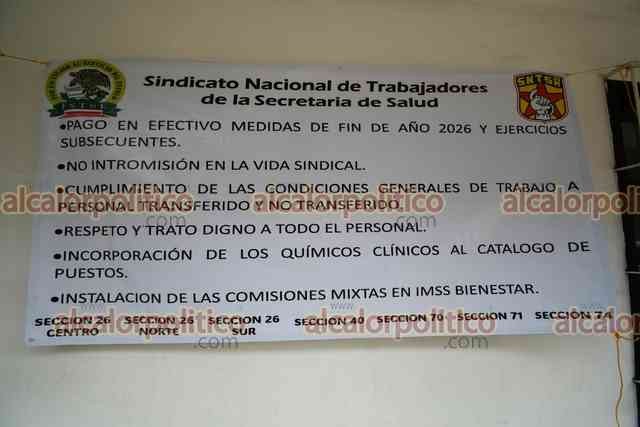 Sindicato Nacional de Trabajadores
de la Secretaria de Salud
SNTSA
•PAGO EN EFECTIVO MEDIDAS DE FIN DE AÑO 2026 Y EJERCICIOS
SUBSECUENTES.
•NO INTROMISIÓN EN LA VIDA SINDICAL.
•CUMPLIMIENTO DE LAS CONDICIONES GENERALES DE TRABAJO A
PERSONAL TRANSFERIDO Y NO TRANSFERIDO.
•RESPETO Y TRATO DIGNO A TODO EL PERSONAL.
•INCORPORACIÓN DE LOS QUÍMICOS CLÍNICOS AL CATALOGO DE
PUESTOS.
•INSTALACION DE LAS COMISIONES MIXTAS EN IMSS BIENESTAR.
SECCION 26 SECCION 26 SECCION 26 SECCION 40 SECCION 70 SECCION 71 SECCIÓN 74
CENTRO NORTE SUR
www.
alcalorpolitico
.com